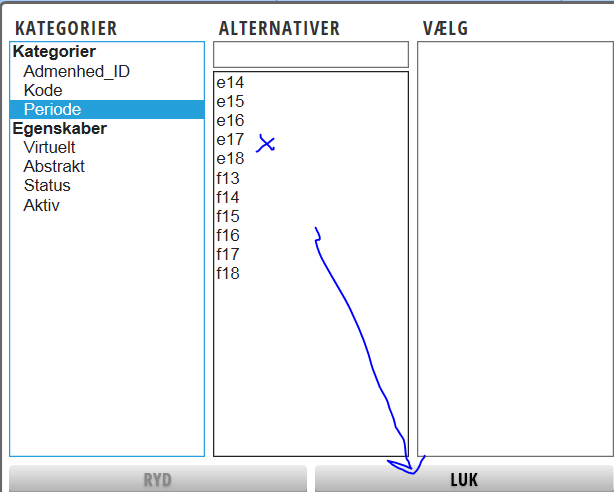 KATEGORIER
Kategorier
Admenhed_ID
Kode
Periode
Egenskaber
Virtuelt
Abstrakt
Status
Aktiv
ALTERNATIVER
e14
e15
e16
e17
e18
f13
f14
f15
f16
f17
f18
VÆLG
RYD
LUK